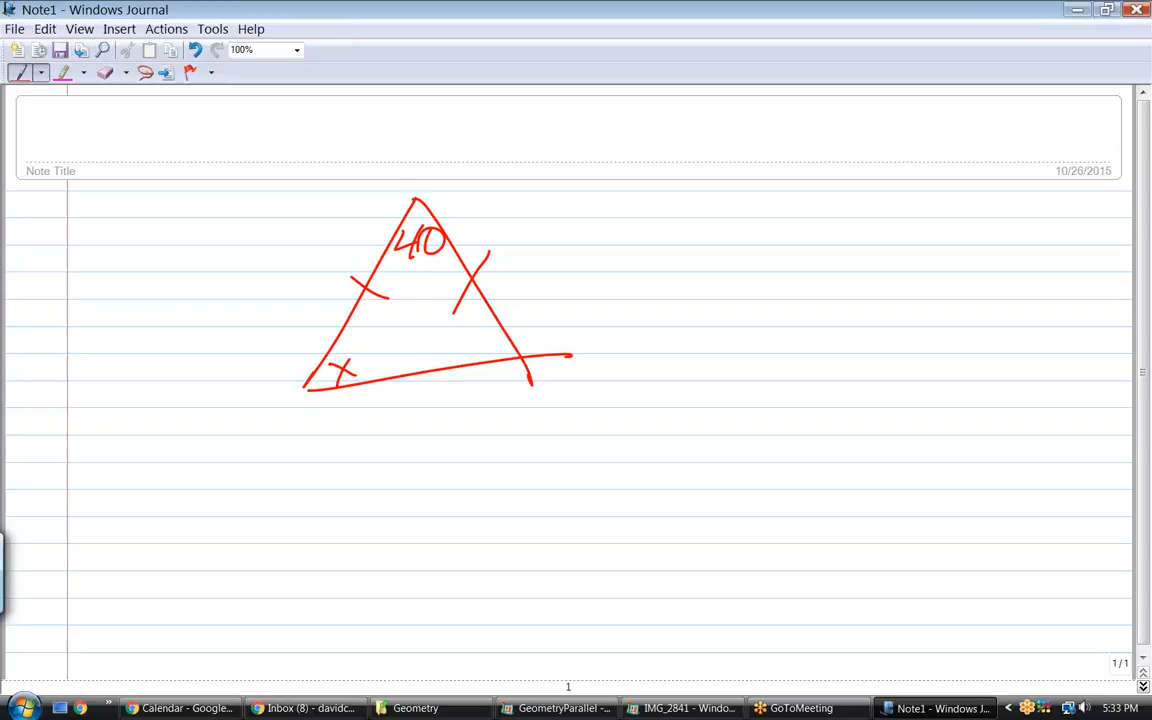 Note1 - Windows Journal
File Edit View Insert Actions Tools Help
100%
Note Title
10/26/2015
40
x
1/1
1
Calendar - Google...
Inbox (8) - davidc...
Geometry
GeometryParallel -...
IMG_2841 - Windo...
GoToMeeting
Note1 - Windows J...
5:33 PM